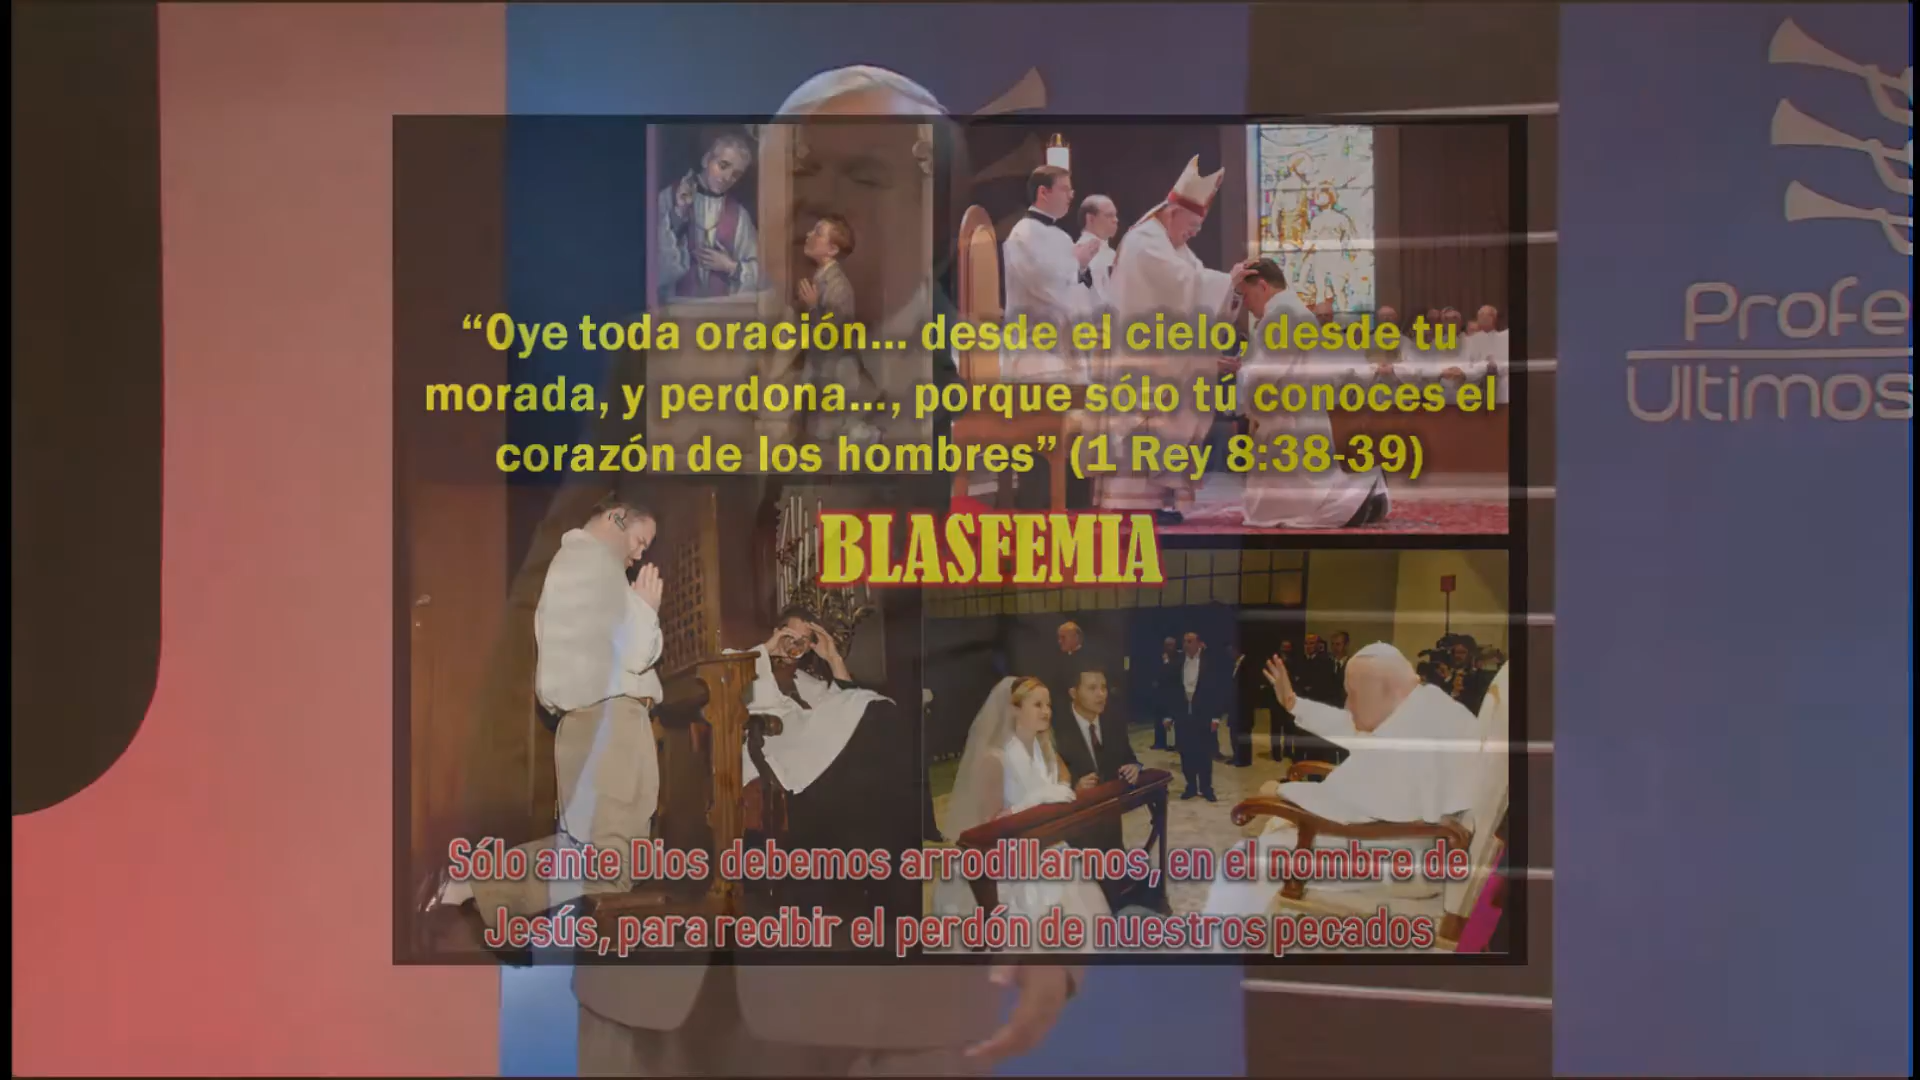 “Oye toda oración... desde el cielo, desde tu
morada, y perdona..., porque sólo tú conoces el
corazón de los hombres” (1 Rey 8:38-39)
BLASFEMIA
Sólo ante Dios debemos arrodillarnos, en el nombre de
Jesús, para recibir el perdón de nuestros pecados
Profe
Ultimos